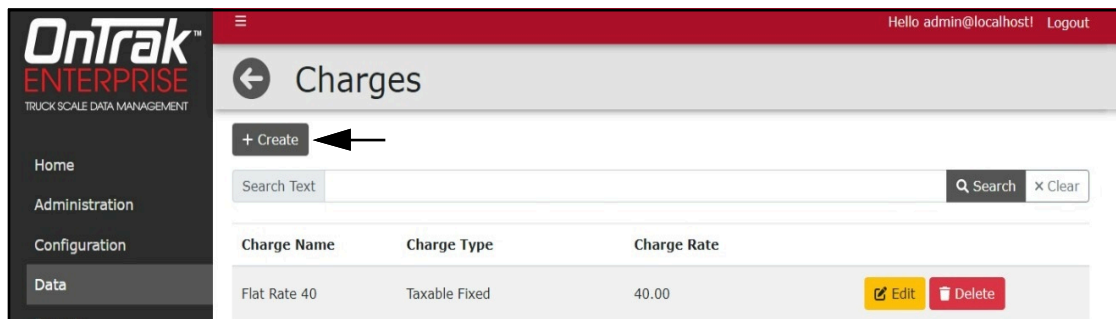 OnTrak™
ENTERPRISE
TRUCK SCALE DATA MANAGEMENT
Home
Administration
Configuration
Data
Hello admin@localhost! Logout
Charges
+ Create
Search Text
Search
× Clear
Charge Name Charge Type Charge Rate
Flat Rate 40 Taxable Fixed 40.00 Edit Delete